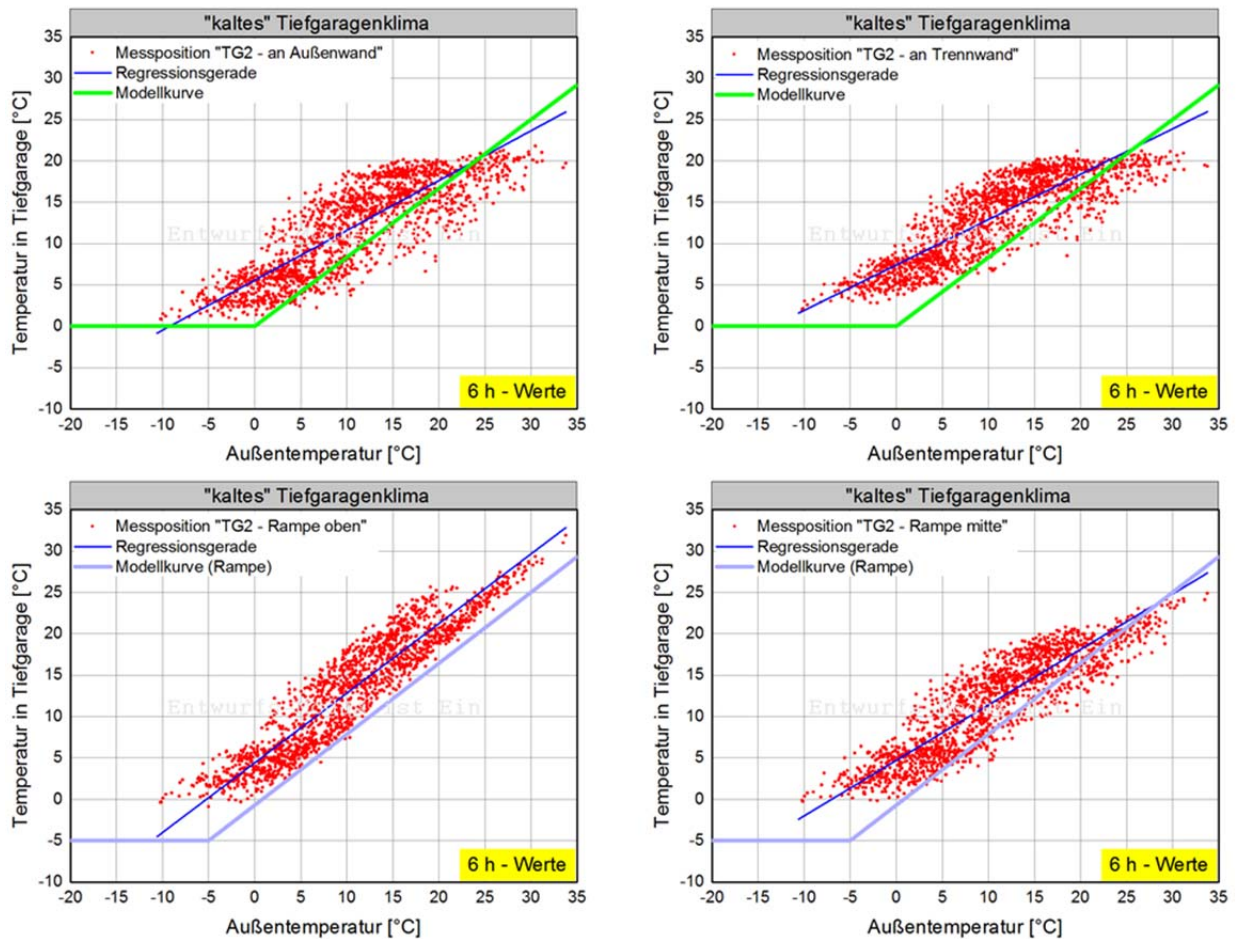 "kaltes" Tiefgaragenklima
Messposition "TG2 - an Außenwand"
Regressionsgerade
Modellkurve
Temperatur in Tiefgarage [°C]
35
30
25
20
15
10
5
0
-5
-10
6 h - Werte
-20 -15 -10 -5 0 5 10 15 20 25 30 35
Außentemperatur [°C]
"kaltes" Tiefgaragenklima
Messposition "TG2 - an Trennwand"
Regressionsgerade
Modellkurve
Temperatur in Tiefgarage [°C]
35
30
25
20
15
10
5
0
-5
-10
6 h - Werte
-20 -15 -10 -5 0 5 10 15 20 25 30 35
Außentemperatur [°C]
"kaltes" Tiefgaragenklima
Messposition "TG2 - Rampe oben"
Regressionsgerade
Modellkurve (Rampe)
Temperatur in Tiefgarage [°C]
35
30
25
20
15
10
5
0
-5
-10
6 h - Werte
-20 -15 -10 -5 0 5 10 15 20 25 30 35
Außentemperatur [°C]
"kaltes" Tiefgaragenklima
Messposition "TG2 - Rampe mitte"
Regressionsgerade
Modellkurve (Rampe)
Temperatur in Tiefgarage [°C]
35
30
25
20
15
10
5
0
-5
-10
6 h - Werte
-20 -15 -10 -5 0 5 10 15 20 25 30 35
Außentemperatur [°C]